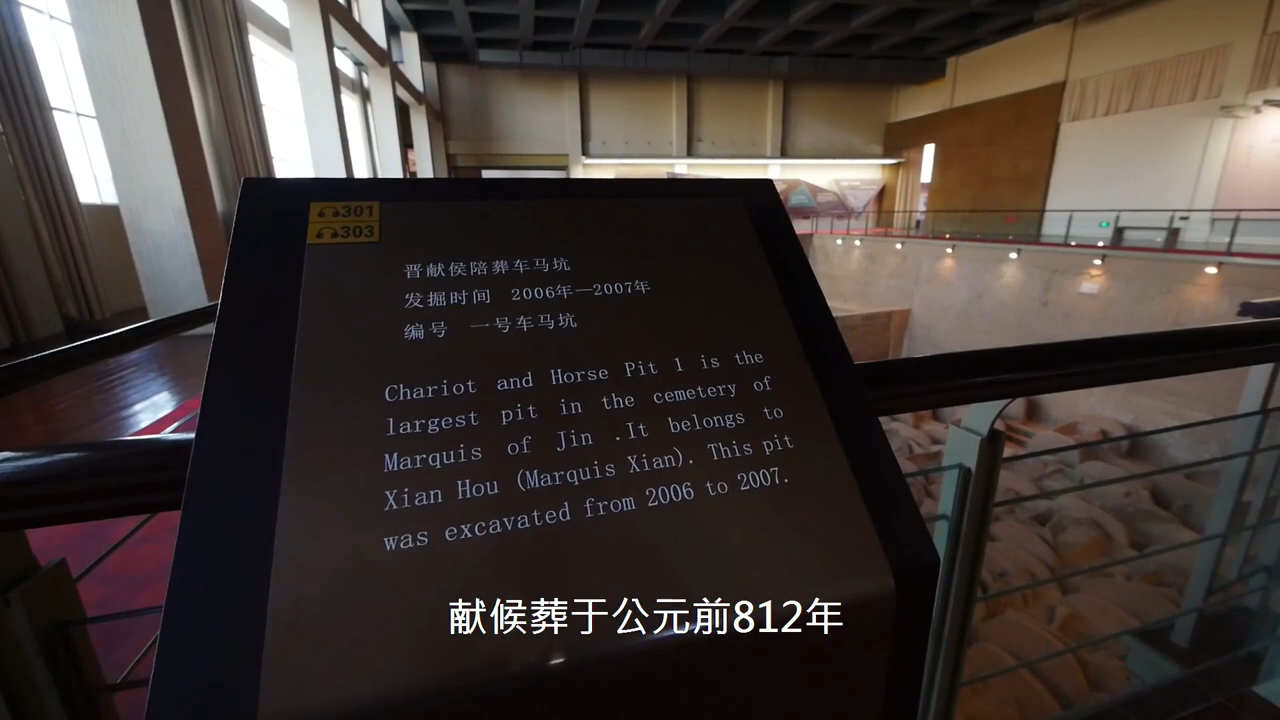 301
303
晋献侯陪葬车马坑
发掘时间 2006年—2007年
编号 一号车马坑
Chariot and Horse Pit 1 is the
largest pit in the cemetery of
Marquis of Jin .It belongs to
Xian Hou (Marquis Xian). This pit
was excavated from 2006 to 2007.
献候葬于公元前812年